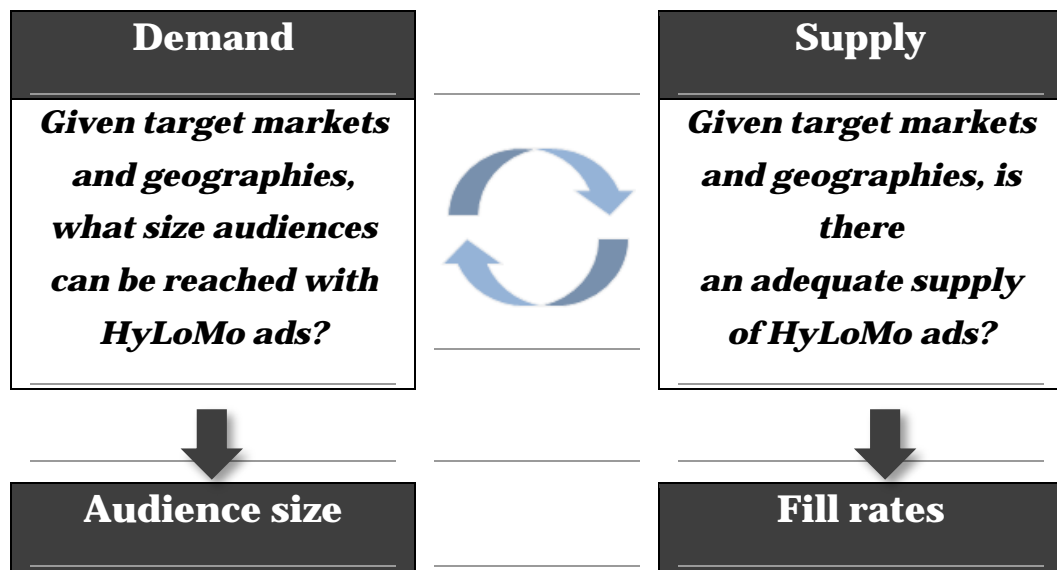 Demand
Given target markets
and geographies,
what size audiences
can be reached with
HyLoMo ads?
Audience size
Supply
Given target markets
and geographies, is
there
an adequate supply
of HyLoMo ads?
Fill rates